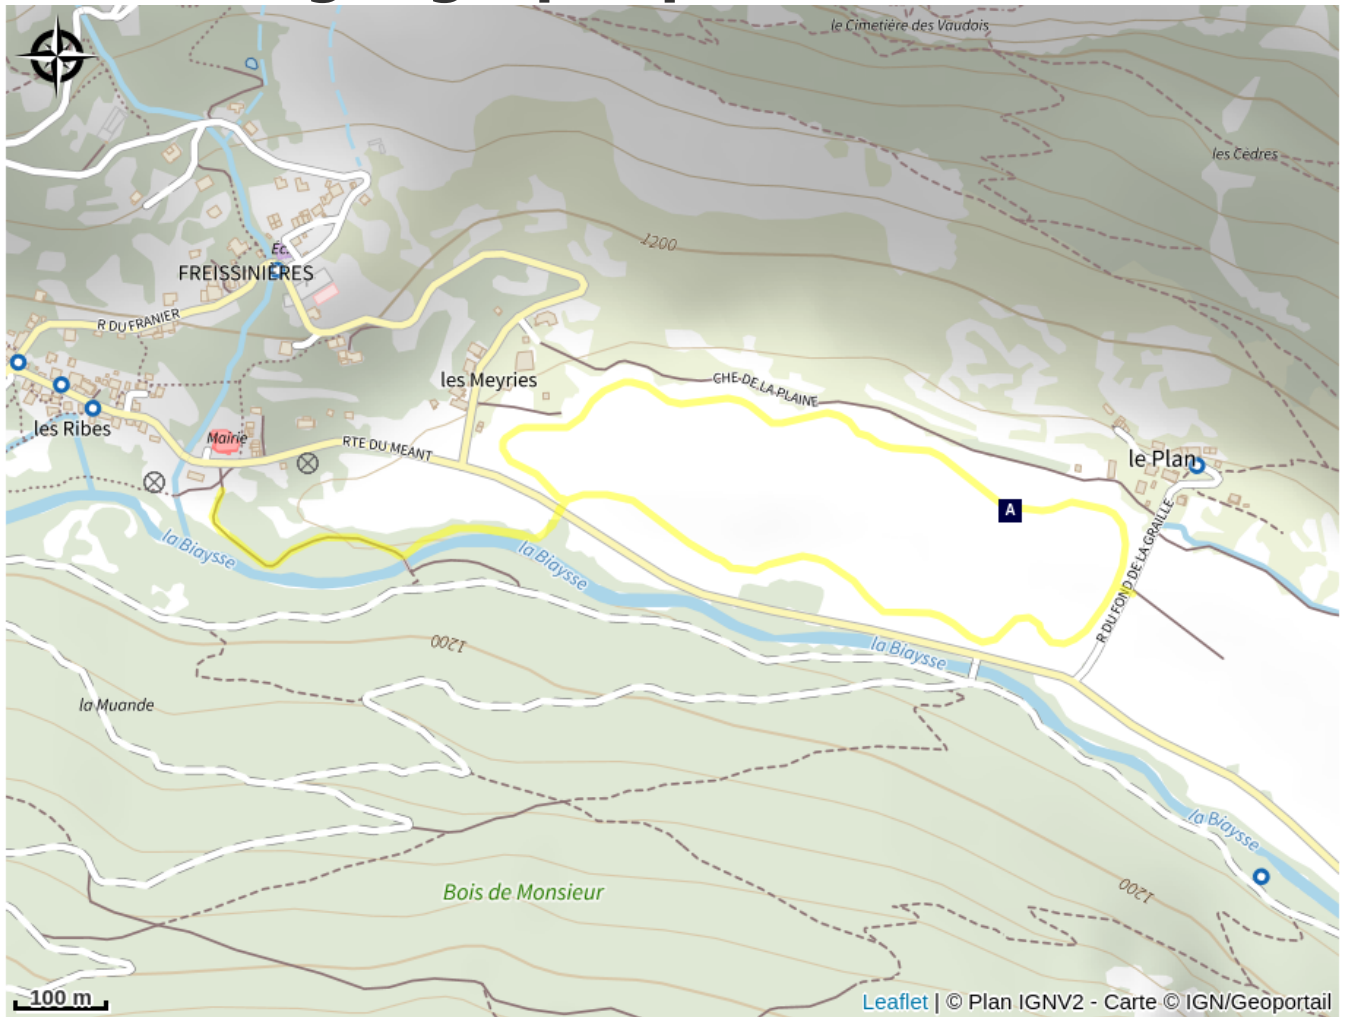 le Cimetière des Vaudois
les Cèdres
1200
Éc.
FREISSINIÈRES
R DU FRANIER
les Meyries
CHE DE LA PLAINE
les Ribes
Mairie
RTE DU MEANT
le Plan
A
R DU FOND DE LA GRAILLE
la Biaysse
la Biaysse
la Biaysse
1200
la Muande
la Biaysse
Bois de Monsieur
1200
100 m
Leaflet | © Plan IGNV2 - Carte © IGN/Geoportail